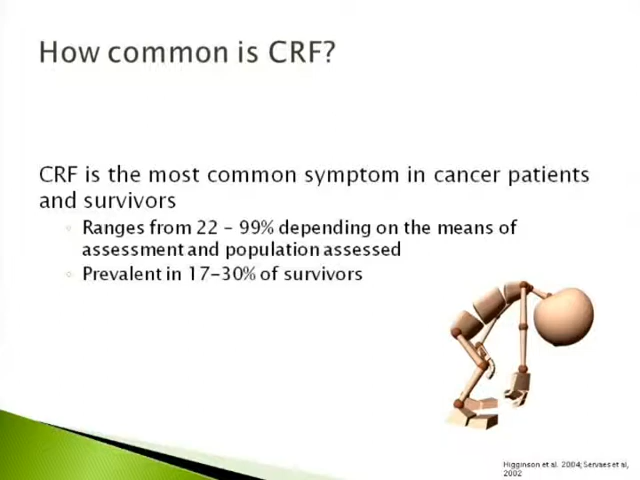 How common is CRF?
CRF is the most common symptom in cancer patients
and survivors
Ranges from 22 – 99% depending on the means of
assessment and population assessed
Prevalent in 17-30% of survivors
Higginson et al. 2004; Servaes et al,
2002